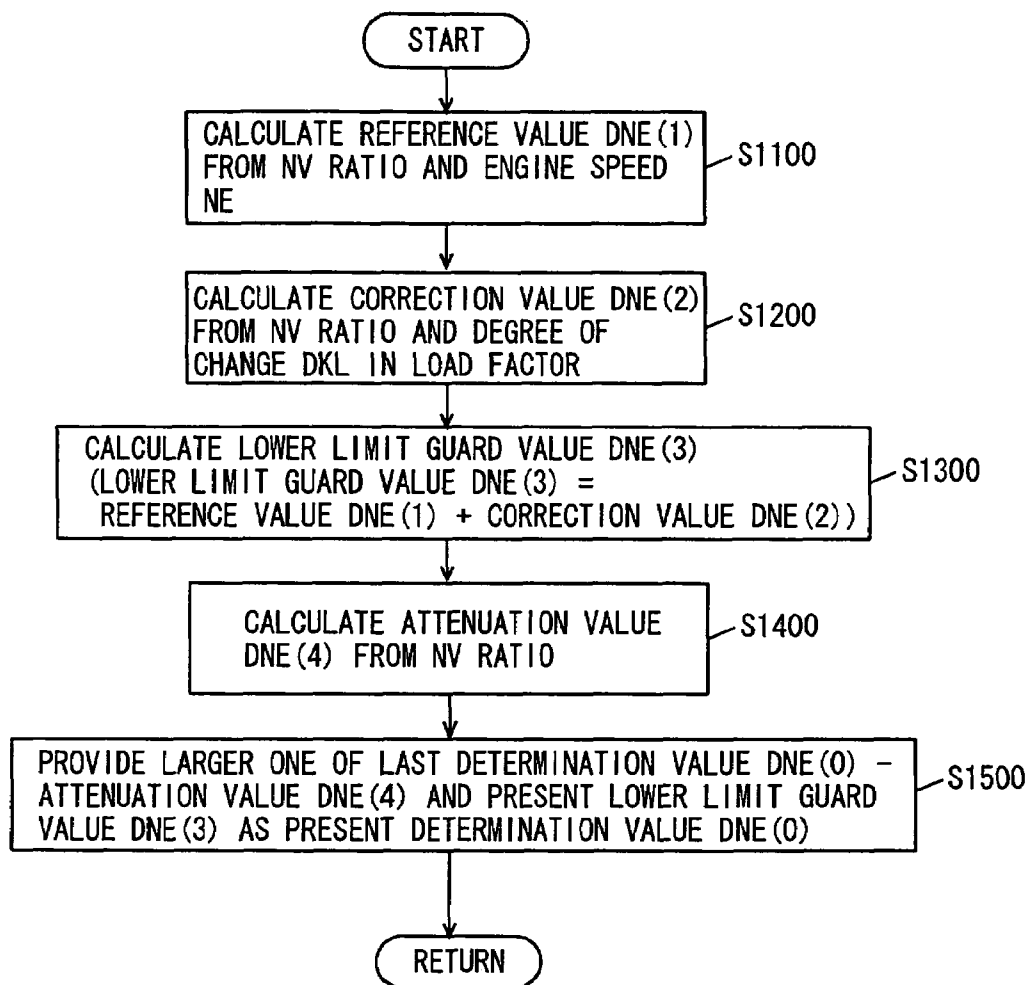 START
CALCULATE REFERENCE VALUE DNE(1)
FROM NV RATIO AND ENGINE SPEED
NE
S1100
CALCULATE CORRECTION VALUE DNE(2)
FROM NV RATIO AND DEGREE OF
CHANGE DKL IN LOAD FACTOR
S1200
CALCULATE LOWER LIMIT GUARD VALUE DNE(3)
(LOWER LIMIT GUARD VALUE DNE(3) =
REFERENCE VALUE DNE(1) + CORRECTION VALUE DNE(2))
S1300
CALCULATE ATTENUATION VALUE
DNE(4) FROM NV RATIO
S1400
PROVIDE LARGER ONE OF LAST DETERMINATION VALUE DNE(0) -
ATTENUATION VALUE DNE(4) AND PRESENT LOWER LIMIT GUARD
VALUE DNE(3) AS PRESENT DETERMINATION VALUE DNE(0)
S1500
RETURN